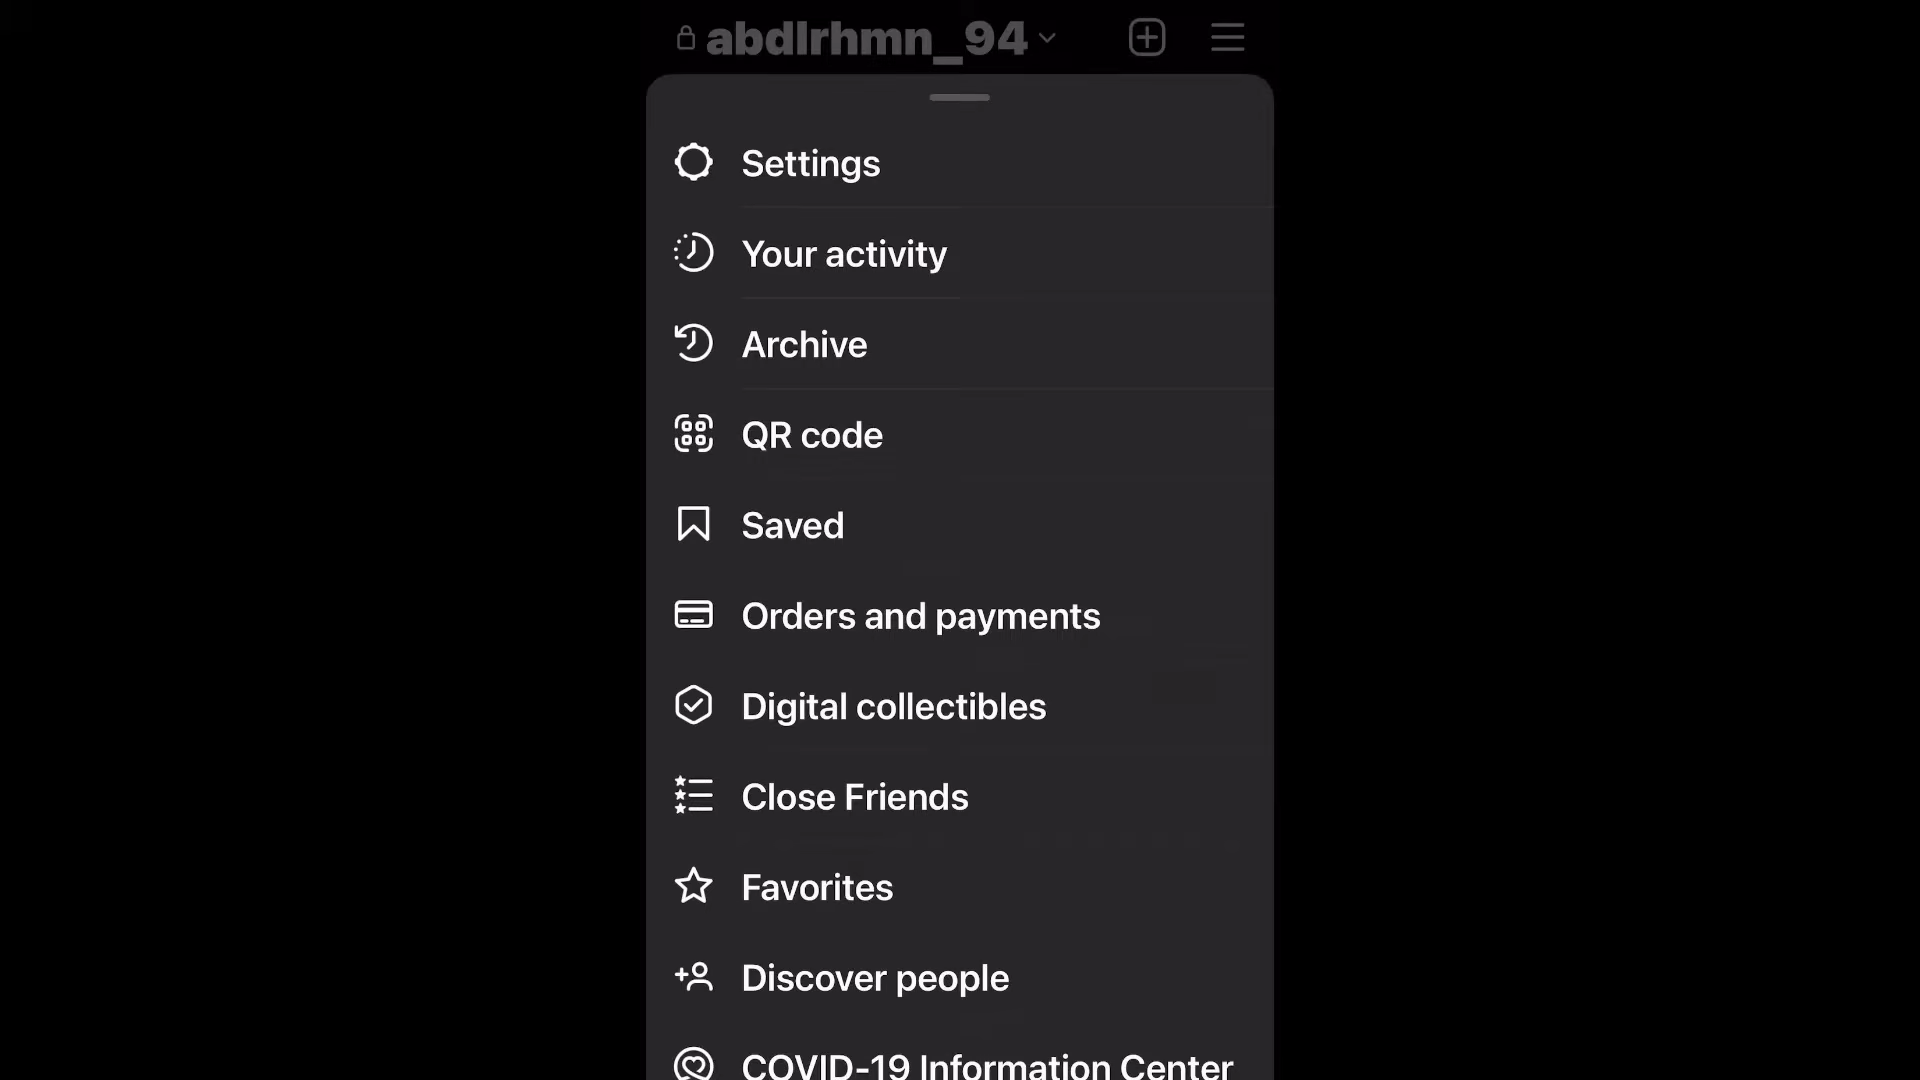 abdlrhmn_94
Settings
Your activity
Archive
QR code
Saved
Orders and payments
Digital collectibles
Close Friends
Favorites
Discover people
COVID-19 Information Center